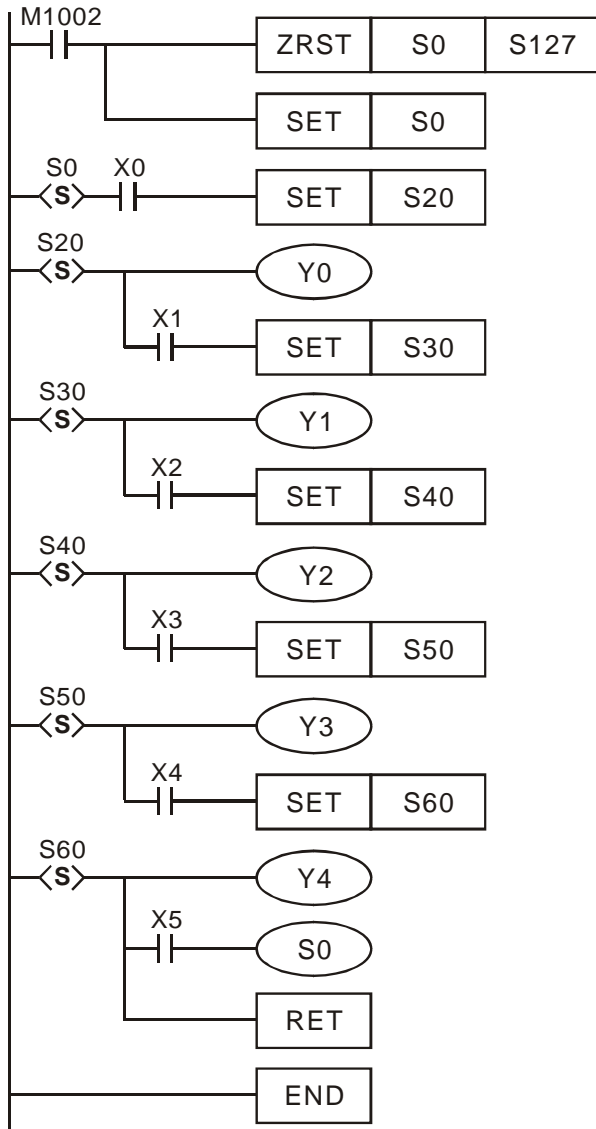 M1002
ZRST S0 S127
SET S0
S0 X0
S SET S20
S20
S Y0
X1
SET S30
S30
S Y1
X2
SET S40
S40
S Y2
X3
SET S50
S50
S Y3
X4
SET S60
S60
S Y4
X5
S0
RET
END